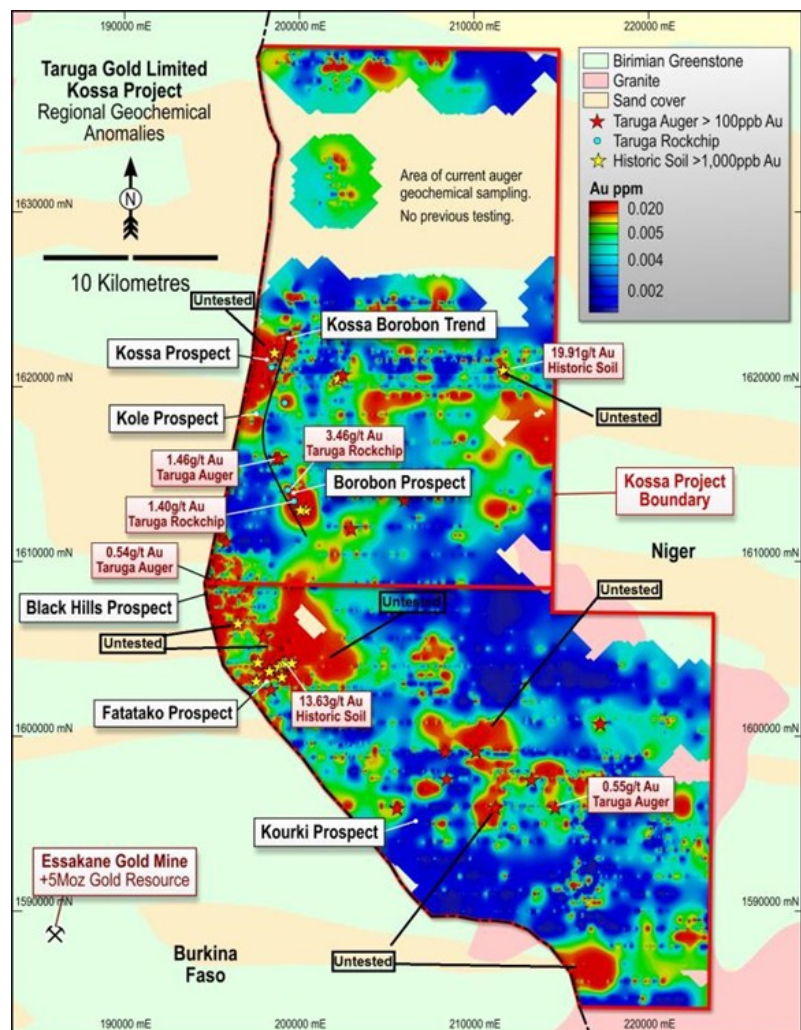 190000 mE
200000 mE
210000 mE
220000 mE
Taruga Gold Limited
Kossa Project
Regional Geochemical
Anomalies
N
10 Kilometres
Birimian Greenstone
Granite
Sand cover
Taruga Auger > 100ppb Au
Taruga Rockchip
Historic Soil >1,000ppb Au
Au ppm
0.020
0.005
0.004
0.002
Area of current auger
geochemical sampling.
No previous testing.
1630000 mN
1630000 mN
Untested
Kossa Borobon Trend
Kossa Prospect
19.91g/t Au
Historic Soil
1620000 mN
1620000 mN
Kole Prospect
Untested
3.46g/t Au
Taruga Rockchip
1.46g/t Au
Taruga Auger
Borobon Prospect
Kossa Project
Boundary
1.40g/t Au
Taruga Rockchip
0.54g/t Au
Taruga Auger
1610000 mN
1610000 mN
Niger
Black Hills Prospect
Untested
Untested
Untested
Fatatako Prospect
13.63g/t Au
Historic Soil
1600000 mN
1600000 mN
0.55g/t Au
Taruga Auger
Kourki Prospect
Essakane Gold Mine
+5Moz Gold Resource
1590000 mN
1590000 mN
Burkina
Faso
Untested
190000 mE
200000 mE
210000 mE
220000 mE